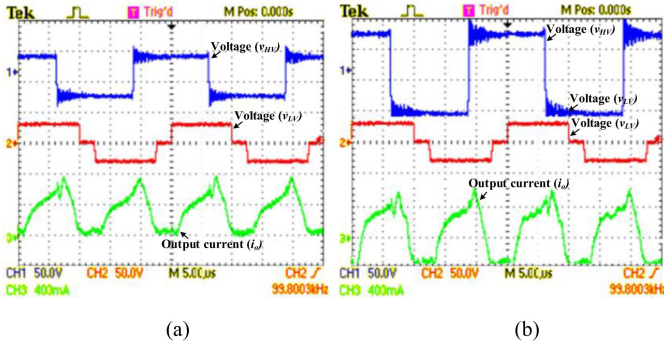 Tek Trig'd M Pos: 0.000s
T
Voltage (vHV)
1
Voltage (vLV)
2
Output current (io)
3
CH1 50.0V CH2 50.0V M 5.00µs CH2
CH3 400mA 99.8003kHz
(a)
Tek Trig'd M Pos: 0.000s
T
Voltage (vHV)
1
Voltage (vLV)
Voltage (vLV)
2
Output current (io)
3
CH1 50.0V CH2 50.0V M 5.00µs CH2
CH3 400mA 99.8003kHz
(b)